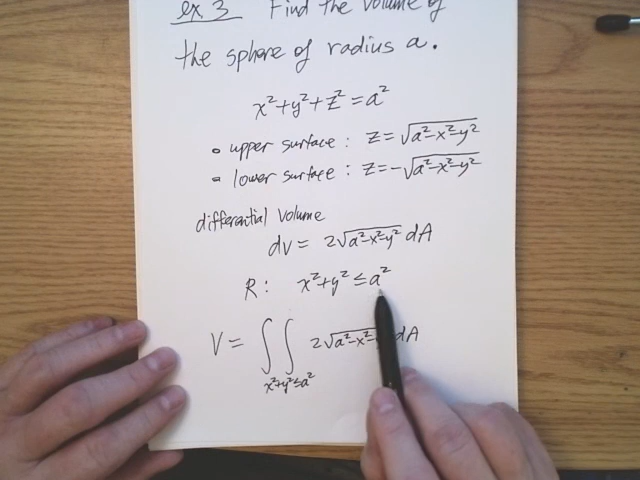 ex 3 Find the volume of
the sphere of radius a.
x²+y²+z²=a²
• upper surface : z=√(a²-x²-y²)
• lower surface : z=-√(a²-x²-y²)
differential volume
dv = 2√(a²-x²-y²) dA
R : x²+y² ≤ a²
V = ∫∫ 2√(a²-x²- dA
x²+y²≤a²